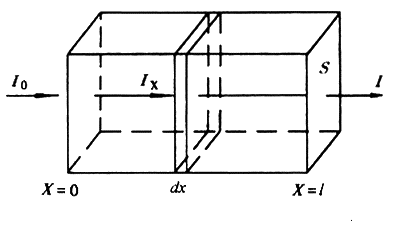 I₀ Iₓ S I
X = 0 dx X = l